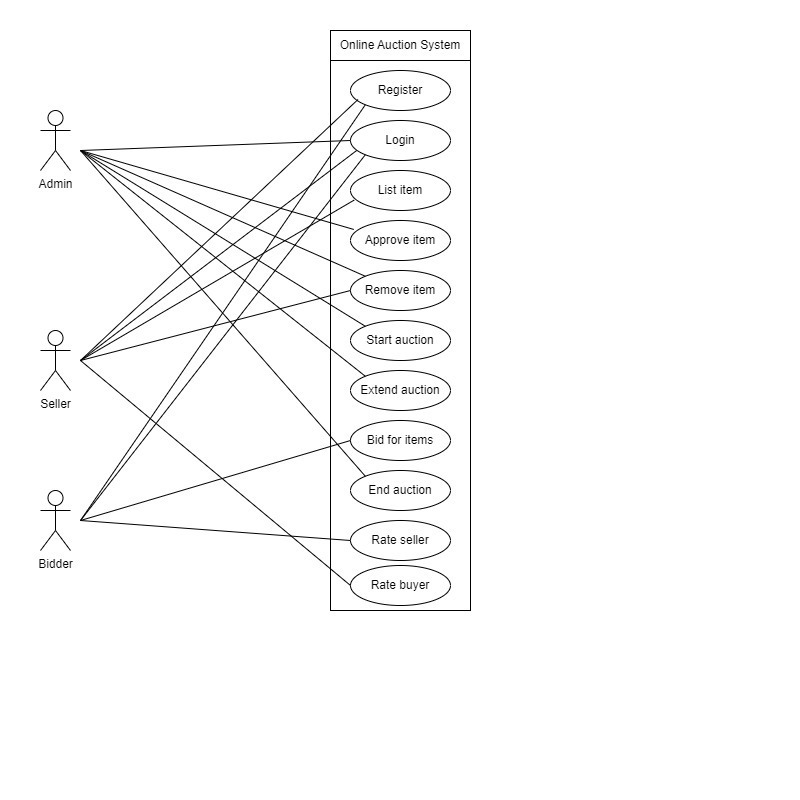 Online Auction System
Register
Login
List item
Approve item
Remove item
Start auction
Extend auction
Bid for items
End auction
Rate seller
Rate buyer
Admin
Seller
Bidder